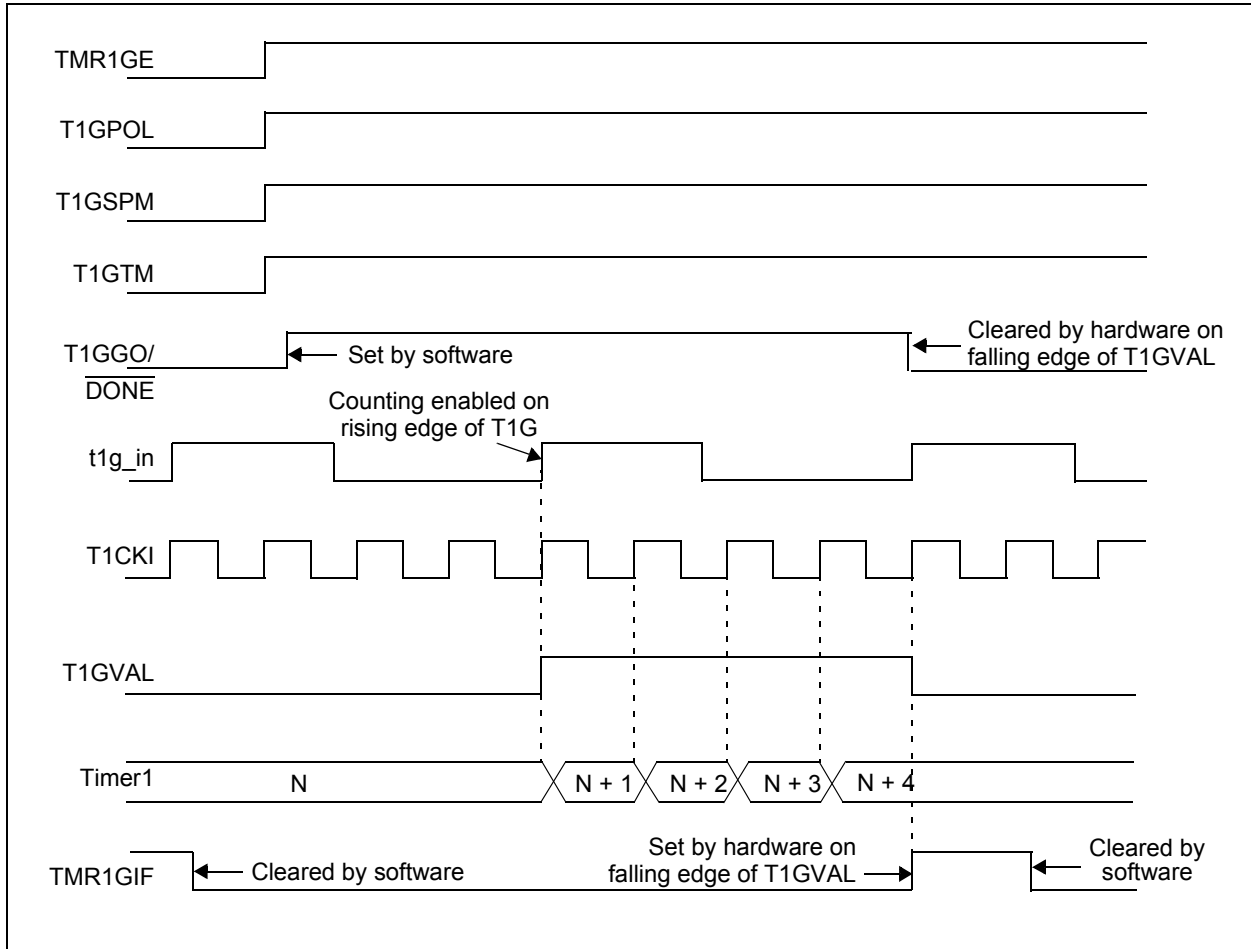 TMR1GE
T1GPOL
T1GSPM
T1GTM
T1GGO/
DONE
Set by software
Cleared by hardware on
falling edge of T1GVAL
Counting enabled on
rising edge of T1G
t1g_in
T1CKI
T1GVAL
Timer1
N
N + 1
N + 2
N + 3
N + 4
TMR1GIF
Cleared by software
Set by hardware on
falling edge of T1GVAL
Cleared by
software